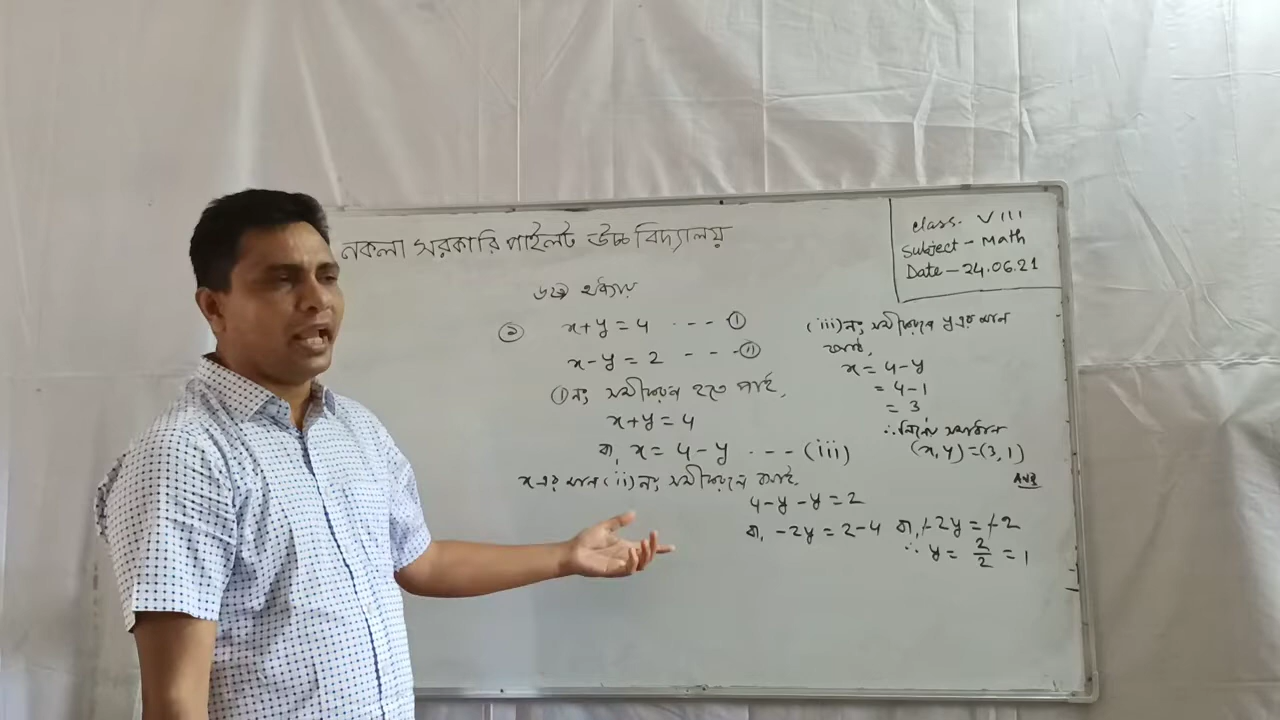 নকলা সরকারি পাইলট উচ্চ বিদ্যালয়
class. VIII
Subject - Math
Date - 24.06.21
৬ষ্ঠ অধ্যায়
x+y = 4 --- (i)
x-y = 2 --- (ii)
(i) নং সমীকরণ হতে পাই,
x+y = 4
বা, x = 4-y --- (iii)
x এর মান (ii) নং সমীকরণে বসাই,
4-y-y=2
বা, -2y = 2-4 বা, -2y = -2
∴ y = 2/2 = 1
(iii) নং সমীকরণে y এর মান
বসাই,
x = 4-y
= 4-1
= 3
∴ নির্ণেয় সমাধান
(x,y)=(3,1)
Ans